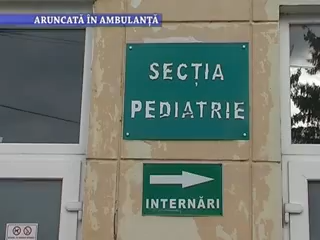 ARUNCATĂ ÎN AMBULANȚĂ
SECȚIA
PEDIATRIE
INTERNĂRI